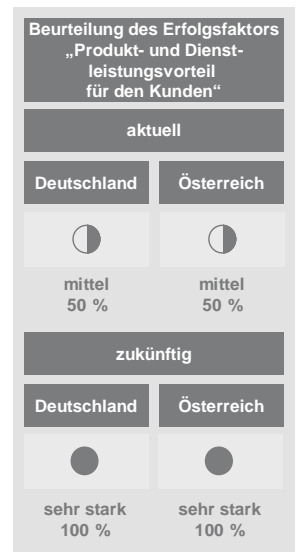 Beurteilung des Erfolgsfaktors
„Produkt- und Dienst-
leistungsvorteil
für den Kunden“
aktuell
Deutschland Österreich
mittel mittel
50 % 50 %
zukünftig
Deutschland Österreich
sehr stark sehr stark
100 % 100 %